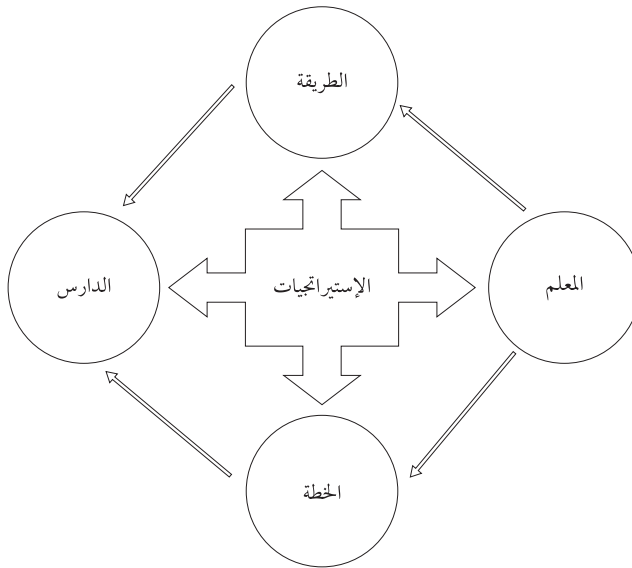 الطريقة
المعلم
الإستيراتجيات
الدارس
الخطة